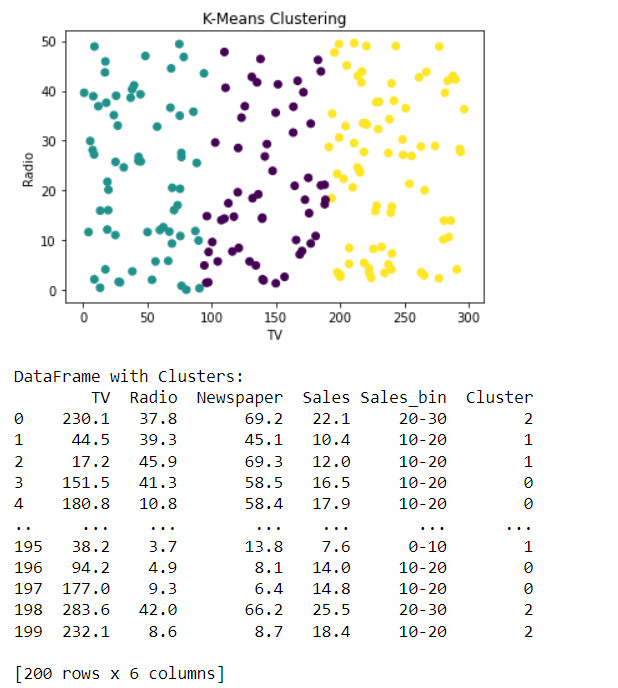 K-Means Clustering
50
40
30
20
10
0
Radio
0 50 100 150 200 250 300
TV
DataFrame with Clusters:
TV Radio Newspaper Sales Sales_bin Cluster
0 230.1 37.8 69.2 22.1 20-30 2
1 44.5 39.3 45.1 10.4 10-20 1
2 17.2 45.9 69.3 12.0 10-20 1
3 151.5 41.3 58.5 16.5 10-20 0
4 180.8 10.8 58.4 17.9 10-20 0
.. ... ... ... ... ... ...
195 38.2 3.7 13.8 7.6 0-10 1
196 94.2 4.9 8.1 14.0 10-20 0
197 177.0 9.3 6.4 14.8 10-20 0
198 283.6 42.0 66.2 25.5 20-30 2
199 232.1 8.6 8.7 18.4 10-20 2
[200 rows x 6 columns]